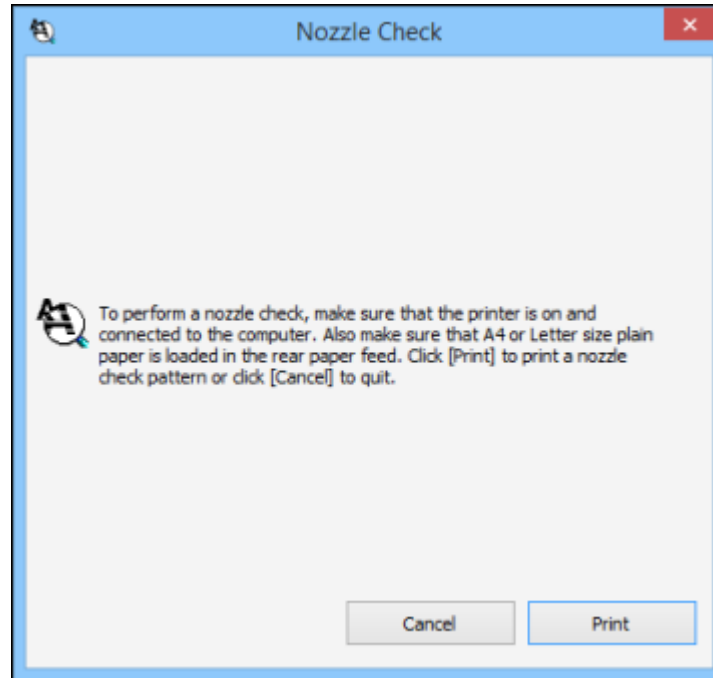 Nozzle Check
To perform a nozzle check, make sure that the printer is on and
connected to the computer. Also make sure that A4 or Letter size plain
paper is loaded in the rear paper feed. Click [Print] to print a nozzle
check pattern or click [Cancel] to quit.
Cancel Print